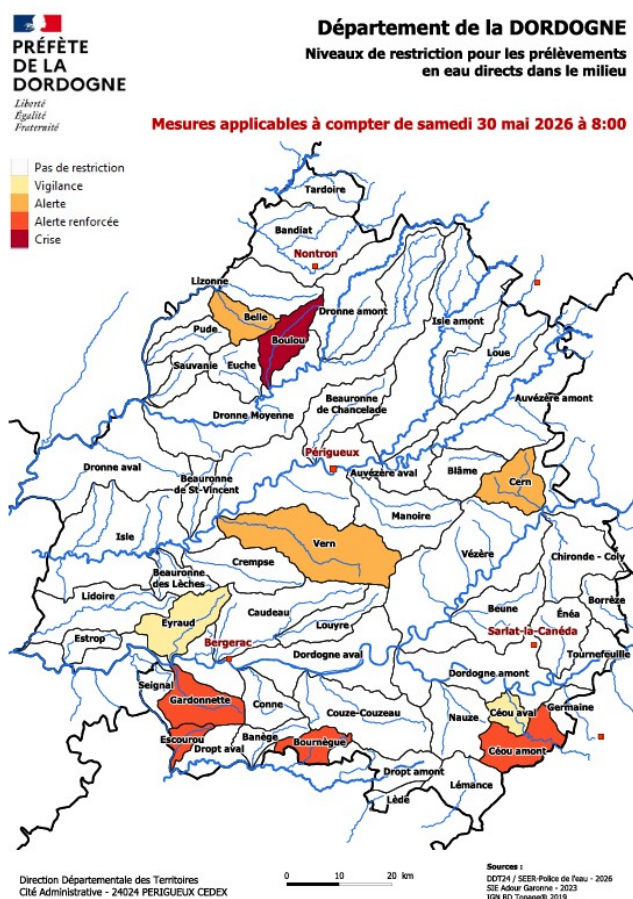 PRÉFÈTE
DE LA
DORDOGNE
Liberté
Égalité
Fraternité
Département de la DORDOGNE
Niveaux de restriction pour les prélèvements
en eau directs dans le milieu
Mesures applicables à compter de samedi 30 mai 2026 à 8:00
Pas de restriction
Vigilance
Alerte
Alerte renforcée
Crise
Tardoire
Bandiat
Nontron
Lizonne
Belle
Dronne amont
Pude
Boulou
Isle amont
Sauvanie
Euche
Loue
Beauronne
de Chancelade
Auvézère amont
Dronne Moyenne
Périgueux
Dronne aval
Beauronne
de St-Vincent
Auvézère aval
Blâme
Cern
Manoire
Isle
Vern
Vézère
Chironde - Coly
Crempse
Beauronne
des Lèches
Lidoire
Eyraud
Caudeau
Louyre
Beune
Énéa
Borrèze
Estrop
Bergerac
Sarlat-la-Canéda
Dordogne aval
Tournefeuille
Dordogne amont
Seignal
Gardonnette
Conne
Couze-Couzeau
Nauze
Céou aval
Germaine
Escourou
Dropt aval
Banège
Bournègue
Céou amont
Dropt amont
Lémance
Lède
Direction Départementale des Territoires
Cité Administrative - 24024 PERIGUEUX CEDEX
0 10 20 km
Sources :
DDT24 / SEER-Police de l'eau - 2026
SIE Adour Garonne - 2023
IGN BD Topage® 2019